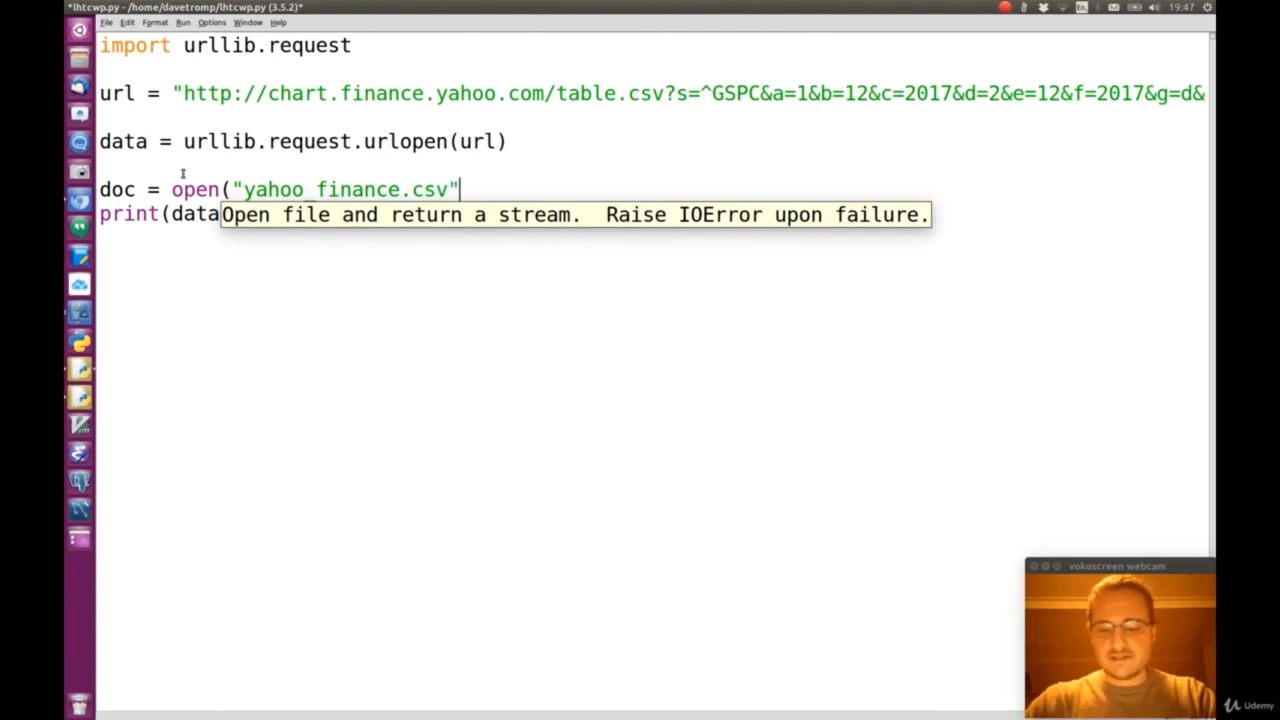 *lhtcwp.py - /home/davetromp/lhtcwp.py (3.5.2)*
En
19:47
File Edit Format Run Options Window Help
import urllib.request
url = "http://chart.finance.yahoo.com/table.csv?s=^GSPC&a=1&b=12&c=2017&d=2&e=12&f=2017&g=d&
data = urllib.request.urlopen(url)
doc = open("yahoo_finance.csv"
print(data
Open file and return a stream.  Raise IOError upon failure.
vokoscreen webcam
Udemy